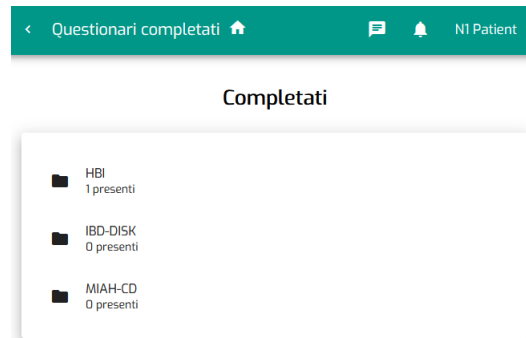 Questionari completati
N1 Patient
Completati
HBI
1 presenti
IBD-DISK
0 presenti
MIAH-CD
0 presenti